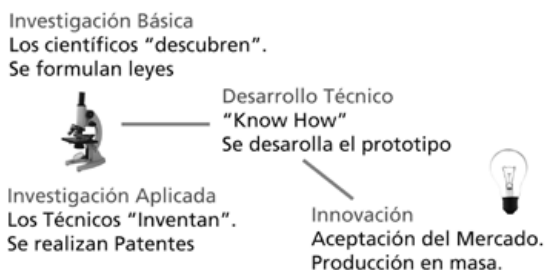 Investigación Básica
Los científicos “descubren”.
Se formulan leyes
Desarrollo Técnico
“Know How”
Se desarolla el prototipo
Investigación Aplicada
Los Técnicos “Inventan”.
Se realizan Patentes
Innovación
Aceptación del Mercado.
Producción en masa.